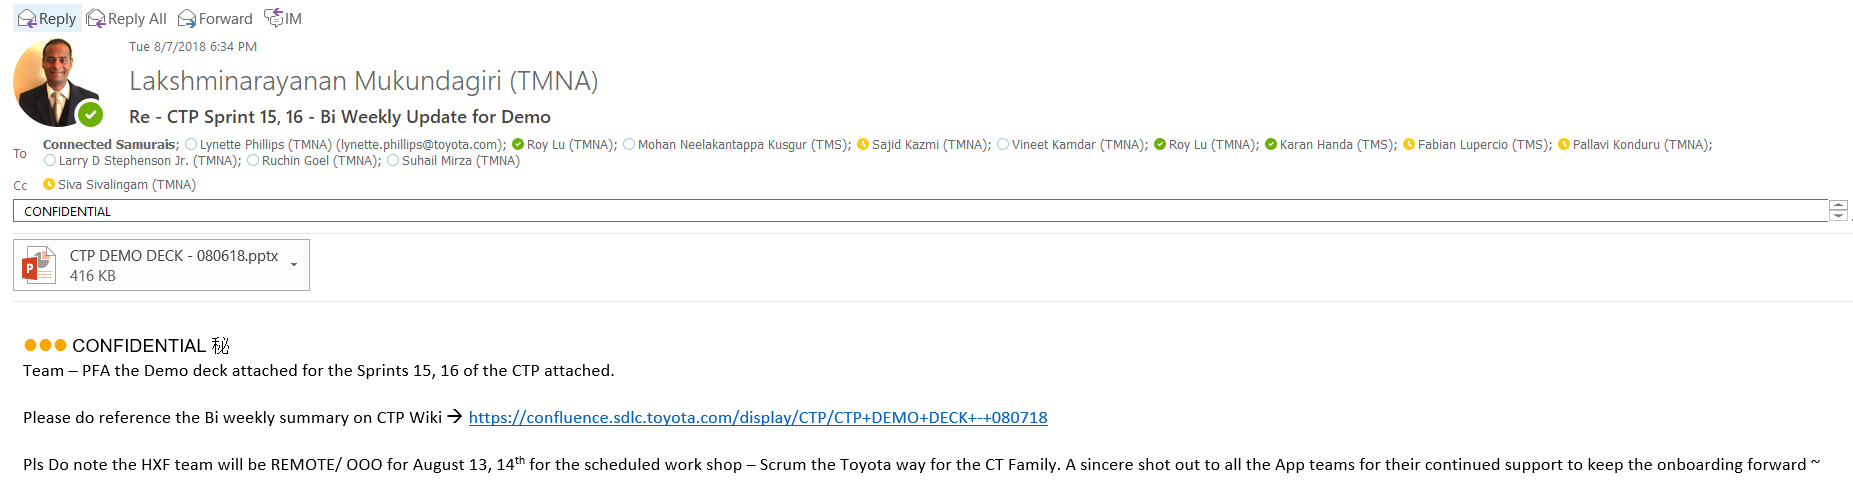 Reply Reply All Forward IM
Tue 8/7/2018 6:34 PM
Lakshminarayanan Mukundagiri (TMNA)
Re - CTP Sprint 15, 16 - Bi Weekly Update for Demo
To Connected Samurais; Lynette Phillips (TMNA) (lynette.phillips@toyota.com); Roy Lu (TMNA); Mohan Neelakantappa Kusgur (TMS); Sajid Kazmi (TMNA); Vineet Kamdar (TMNA); Roy Lu (TMNA); Karan Handa (TMS); Fabian Lupercio (TMS); Pallavi Konduru (TMNA);
Larry D Stephenson Jr. (TMNA); Ruchin Goel (TMNA); Suhail Mirza (TMNA)
Cc Siva Sivalingam (TMNA)
CONFIDENTIAL
CTP DEMO DECK - 080618.pptx
416 KB
CONFIDENTIAL 秘
Team – PFA the Demo deck attached for the Sprints 15, 16 of the CTP attached.
Please do reference the Bi weekly summary on CTP Wiki → https://confluence.sdlc.toyota.com/display/CTP/CTP+DEMO+DECK+-+080718
Pls Do note the HXF team will be REMOTE/ OOO for August 13, 14th for the scheduled work shop – Scrum the Toyota way for the CT Family. A sincere shot out to all the App teams for their continued support to keep the onboarding forward ~